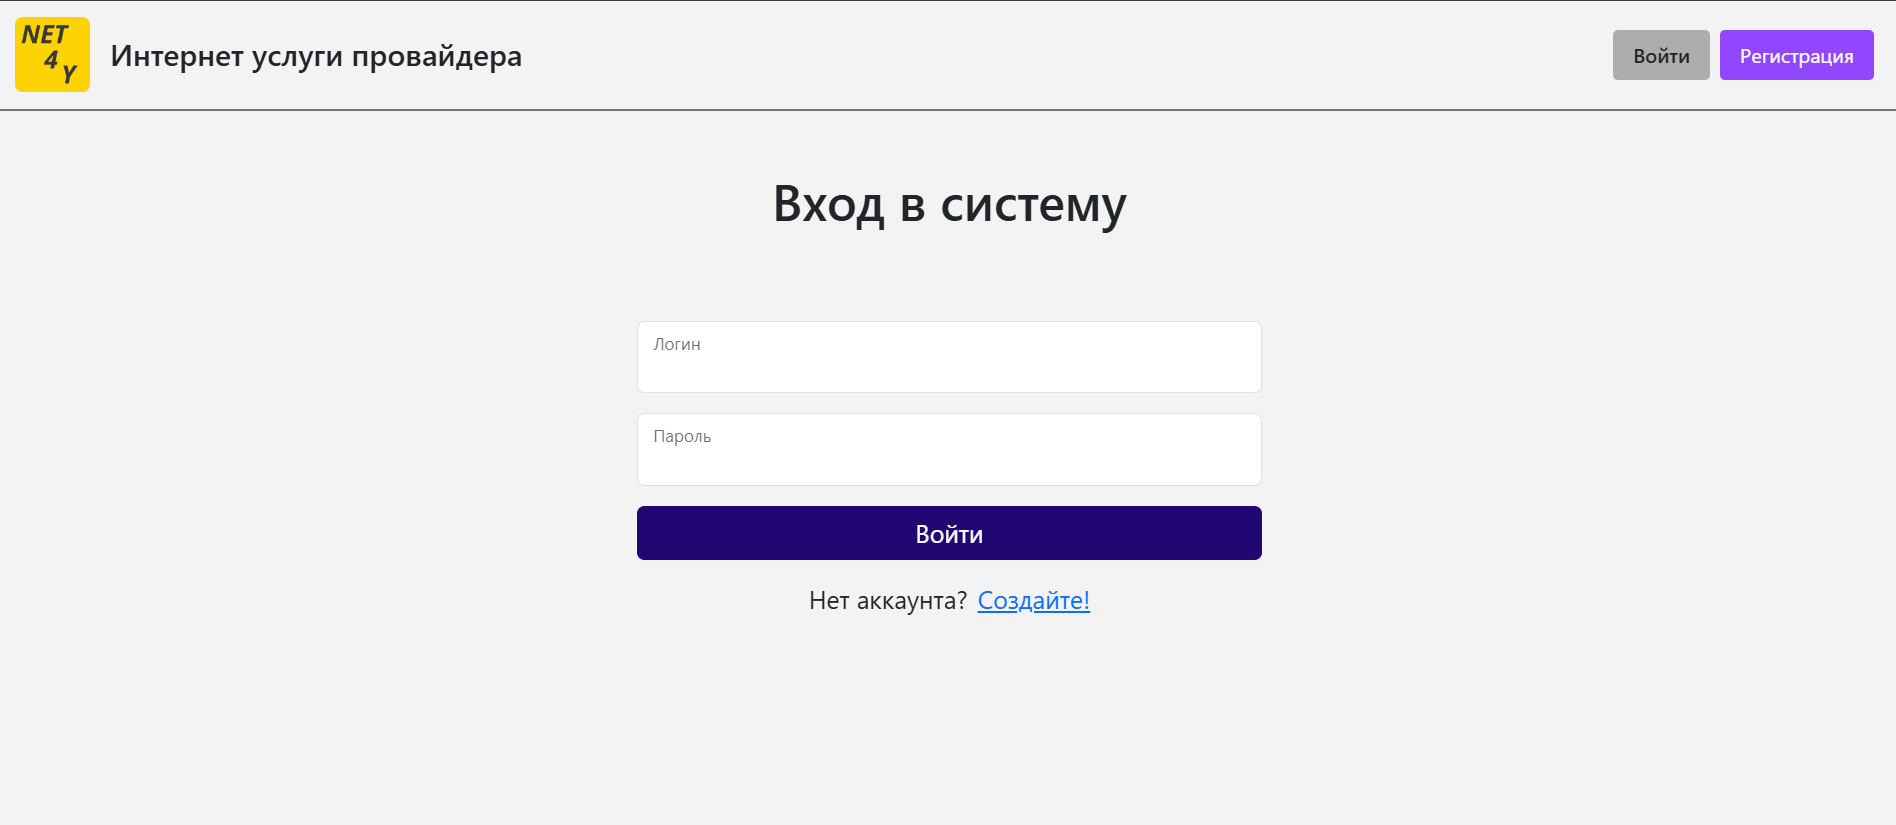 NET
4
Y
Интернет услуги провайдера
Войти
Регистрация
Вход в систему
Логин
Пароль
Войти
Нет аккаунта? Создайте!